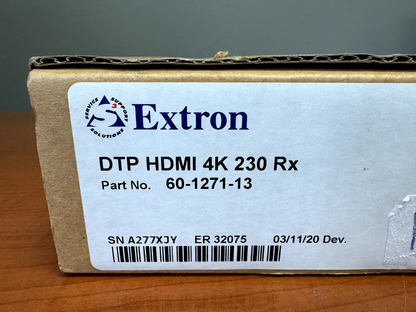 SERVICE SUPPORT SOLUTIONS
S3
Extron
DTP HDMI 4K 230 Rx
Part No. 60-1271-13
SN A277XJY ER 32075 03/11/20 Dev.